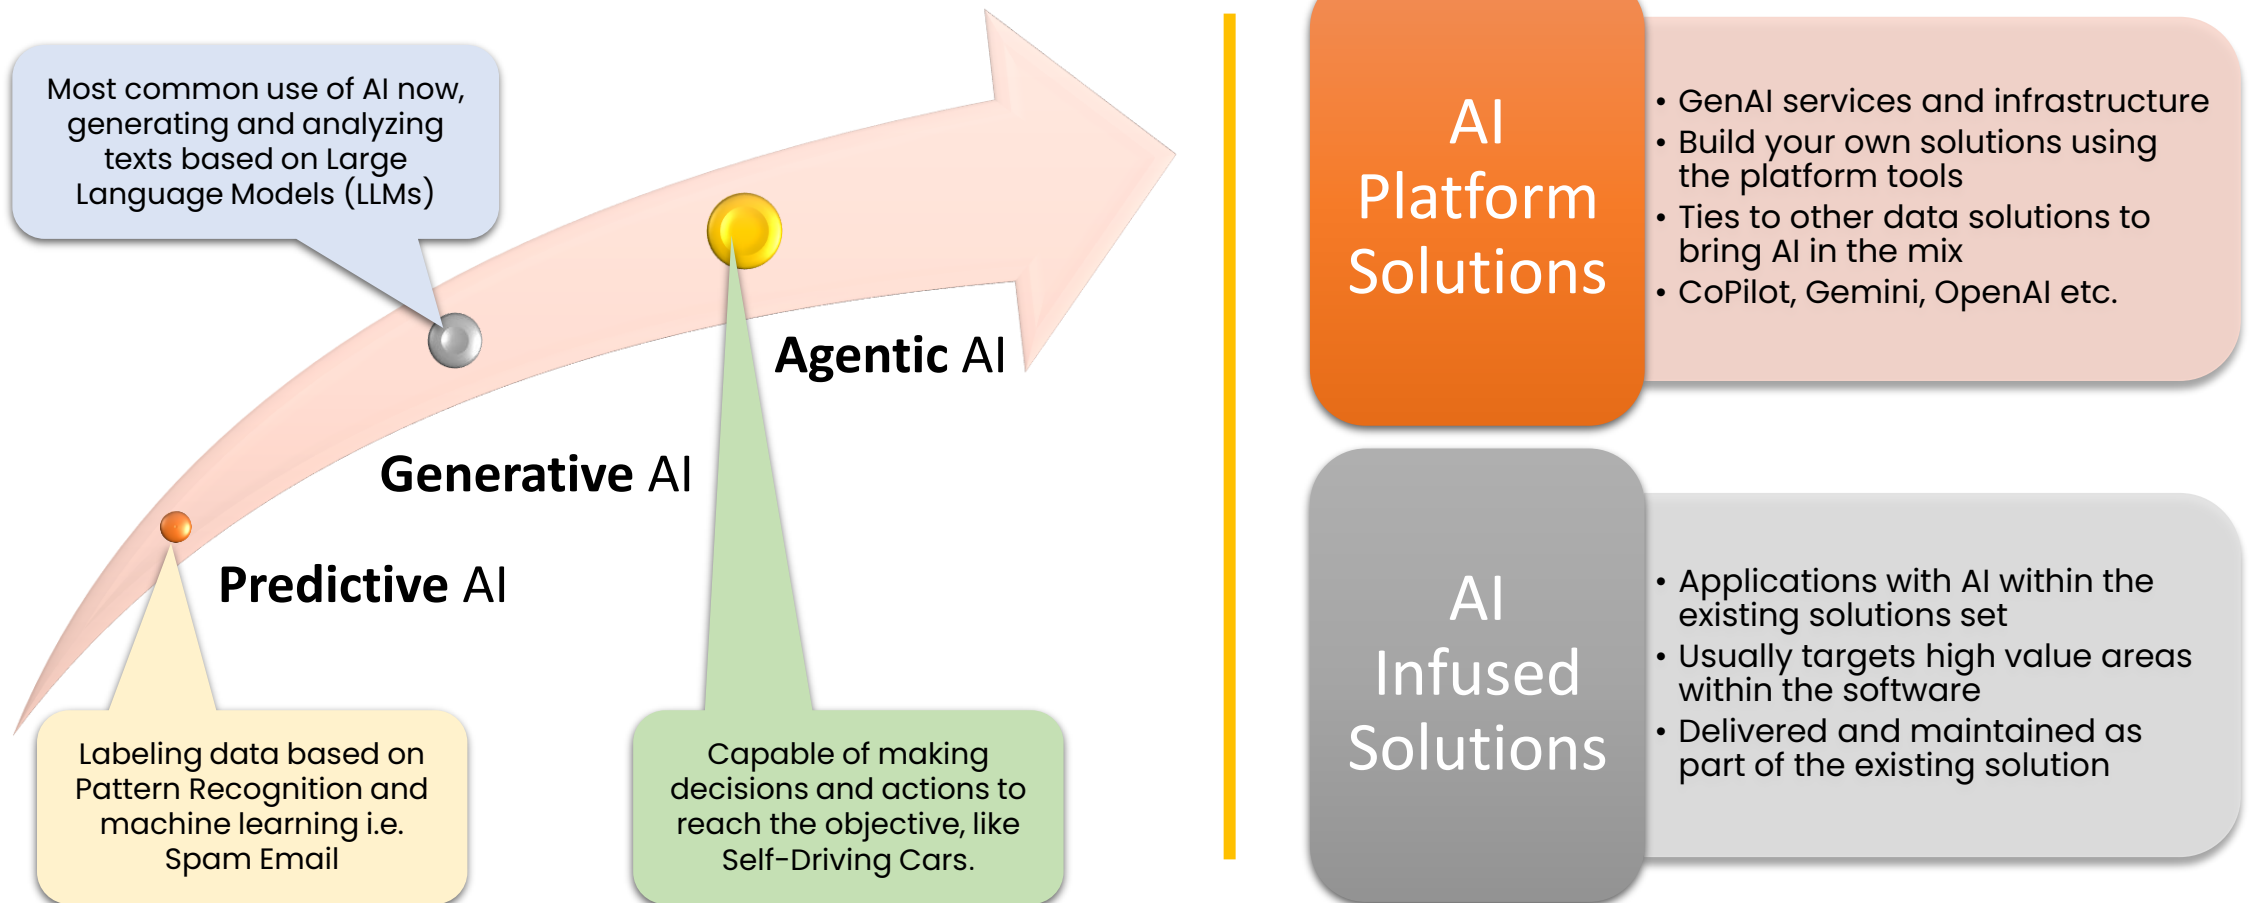 Most common use of AI now,
generating and analyzing
texts based on Large
Language Models (LLMs)
Agentic AI
Generative AI
Predictive AI
Labeling data based on
Pattern Recognition and
machine learning i.e.
Spam Email
Capable of making
decisions and actions to
reach the objective, like
Self-Driving Cars.
AI
Platform
Solutions
• GenAI services and infrastructure
• Build your own solutions using
the platform tools
• Ties to other data solutions to
bring AI in the mix
• CoPilot, Gemini, OpenAI etc.
AI
Infused
Solutions
• Applications with AI within the
existing solutions set
• Usually targets high value areas
within the software
• Delivered and maintained as
part of the existing solution